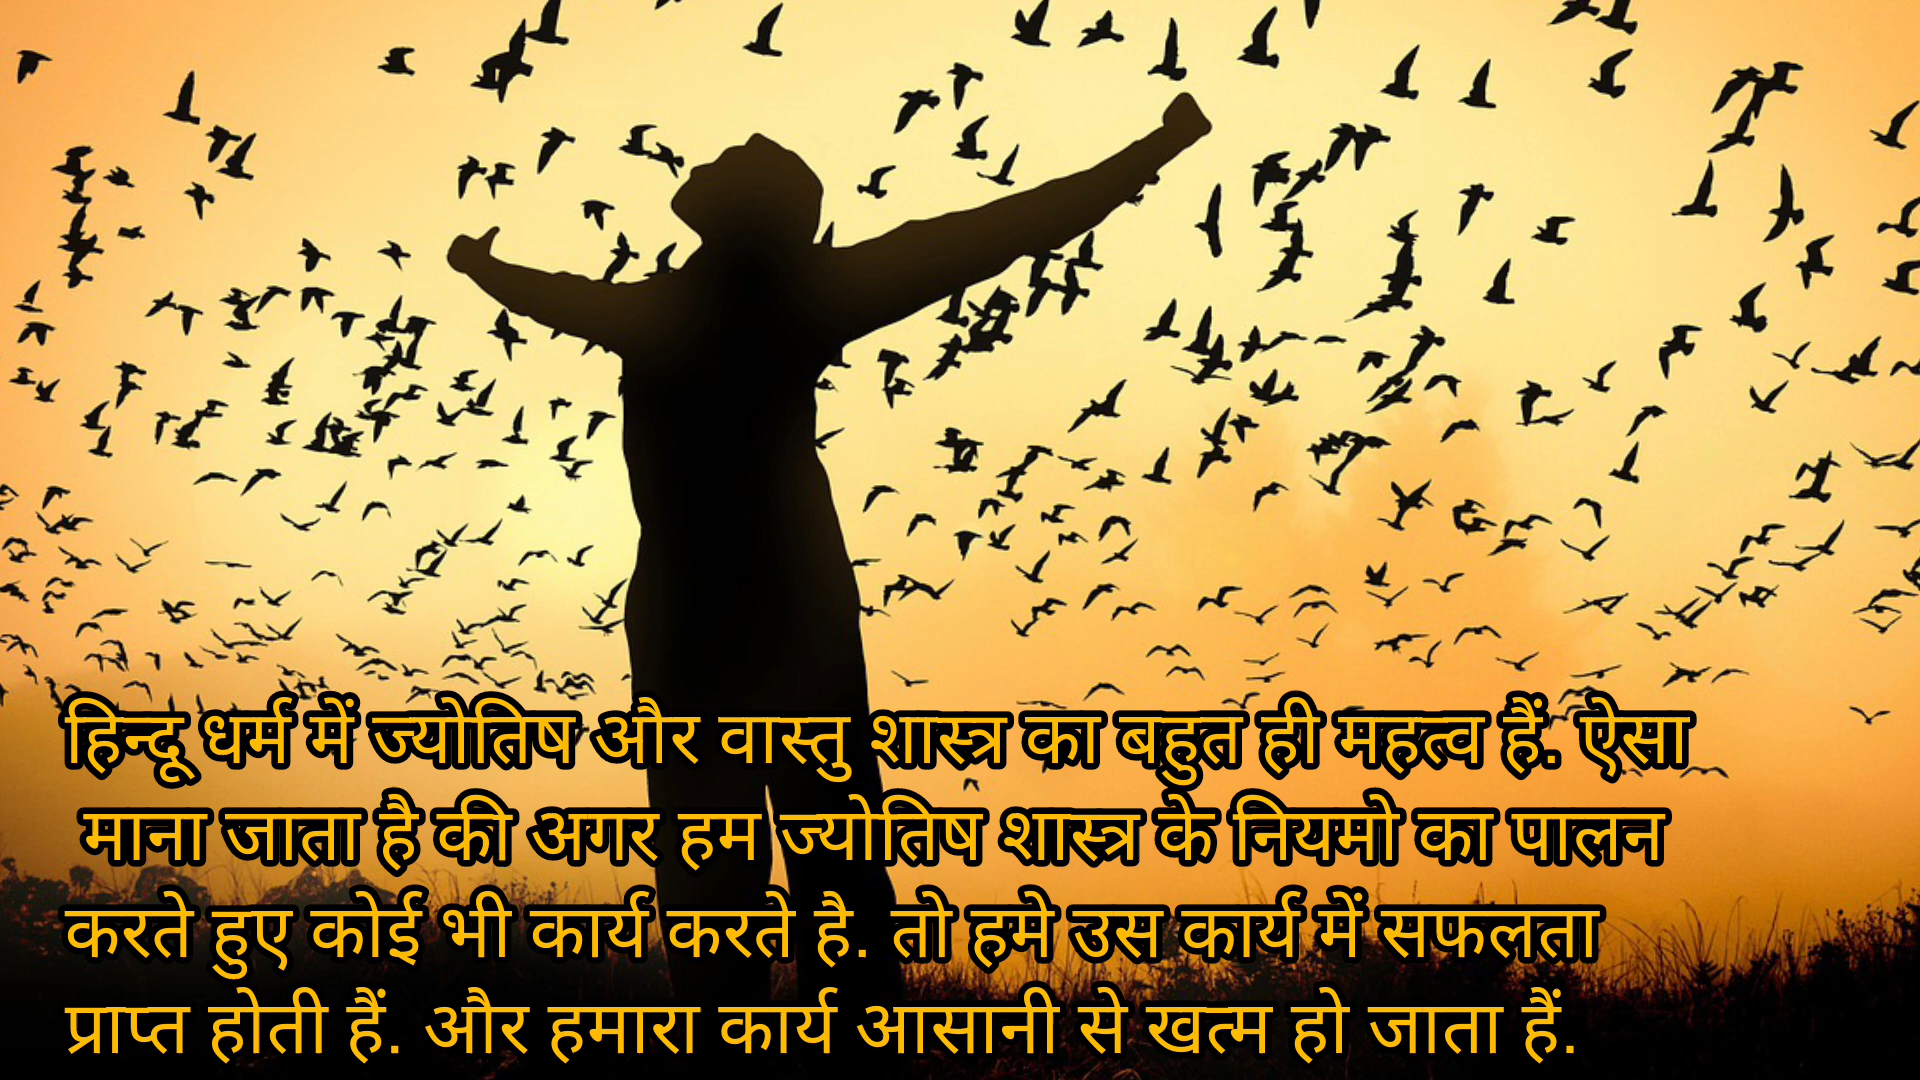 हिन्दू धर्म में ज्योतिष और वास्तु शास्त्र का बहुत ही महत्व हैं. ऐसा
माना जाता है की अगर हम ज्योतिष शास्त्र के नियमो का पालन
करते हुए कोई भी कार्य करते है. तो हमे उस कार्य में सफलता
प्राप्त होती हैं. और हमारा कार्य आसानी से खत्म हो जाता हैं.